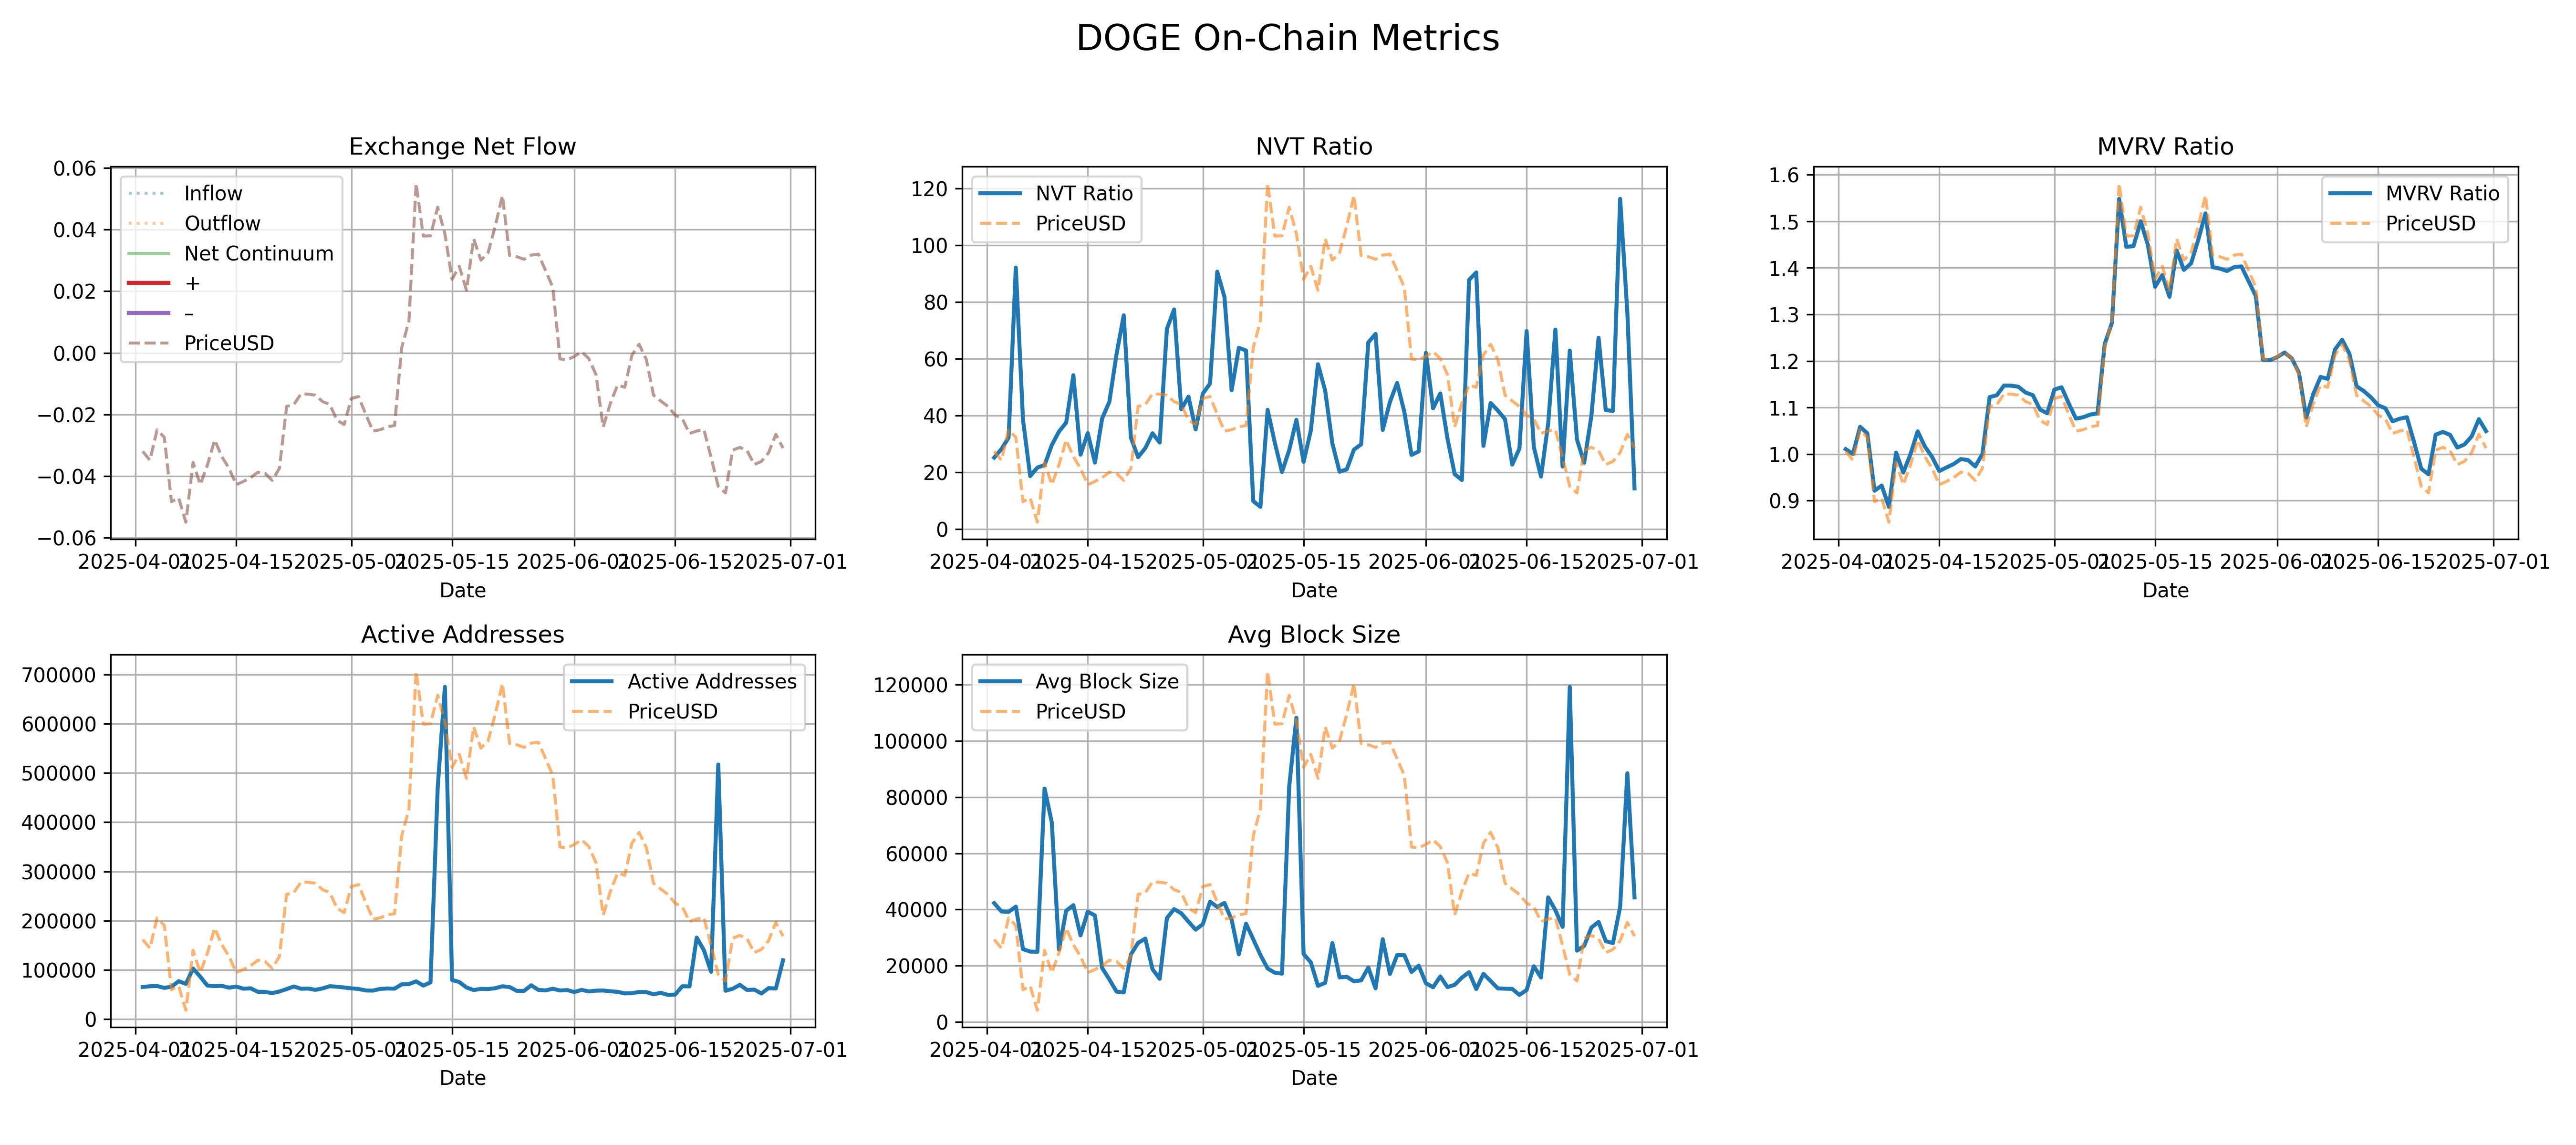 DOGE On-Chain Metrics
Exchange Net Flow
0.06
0.04
0.02
0.00
−0.02
−0.04
−0.06
Inflow
Outflow
Net Continuum
+
–
PriceUSD
2025-04-01 2025-04-15 2025-05-01 2025-05-15 2025-06-01 2025-06-15 2025-07-01
Date
NVT Ratio
120
100
80
60
40
20
0
NVT Ratio
PriceUSD
2025-04-01 2025-04-15 2025-05-01 2025-05-15 2025-06-01 2025-06-15 2025-07-01
Date
MVRV Ratio
1.6
1.5
1.4
1.3
1.2
1.1
1.0
0.9
MVRV Ratio
PriceUSD
2025-04-01 2025-04-15 2025-05-01 2025-05-15 2025-06-01 2025-06-15 2025-07-01
Date
Active Addresses
700000
600000
500000
400000
300000
200000
100000
0
Active Addresses
PriceUSD
2025-04-01 2025-04-15 2025-05-01 2025-05-15 2025-06-01 2025-06-15 2025-07-01
Date
Avg Block Size
120000
100000
80000
60000
40000
20000
0
Avg Block Size
PriceUSD
2025-04-01 2025-04-15 2025-05-01 2025-05-15 2025-06-01 2025-06-15 2025-07-01
Date